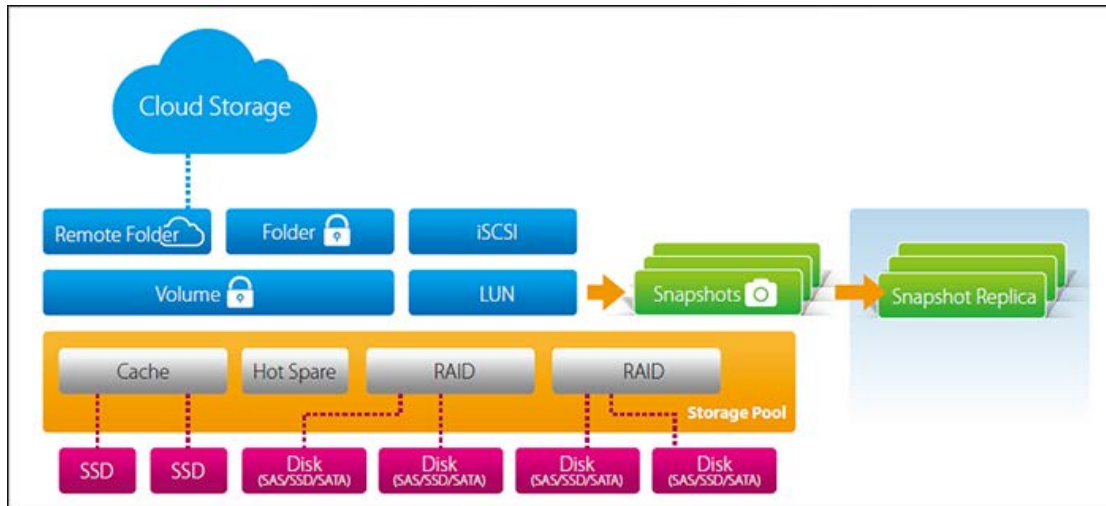 Cloud Storage
Remote Folder
Folder
iSCSI
Volume
LUN
Snapshots
Snapshot Replica
Cache
Hot Spare
RAID
RAID
Storage Pool
SSD
SSD
Disk
(SAS/SSD/SATA)
Disk
(SAS/SSD/SATA)
Disk
(SAS/SSD/SATA)
Disk
(SAS/SSD/SATA)